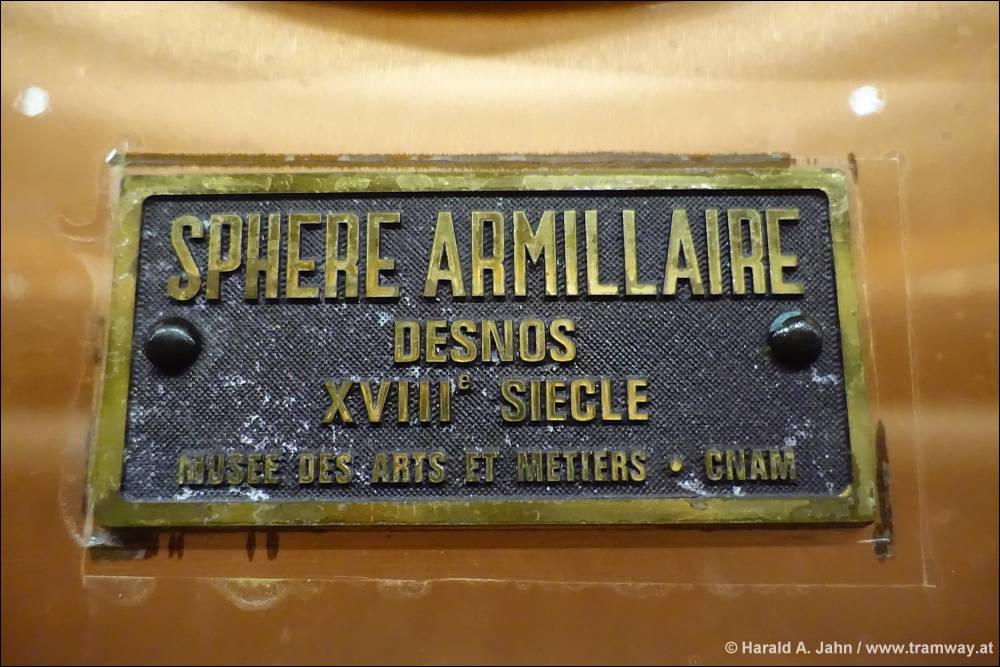 SPHERE ARMILLAIRE
DESNOS
XVIIIe SIECLE
MUSEE DES ARTS ET METIERS · CNAM
© Harald A. Jahn / www.tramway.at